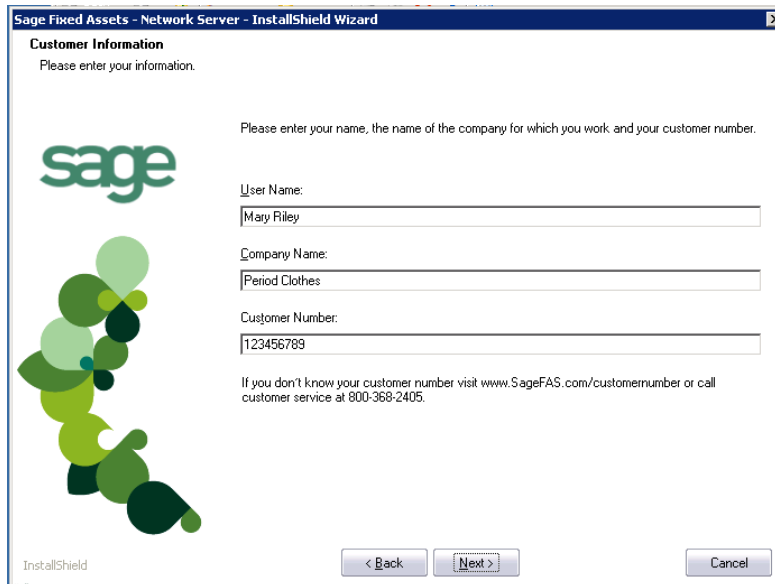 Sage Fixed Assets - Network Server - InstallShield Wizard
Customer Information
Please enter your information.
Please enter your name, the name of the company for which you work and your customer number.
sage
User Name:
Mary Riley
Company Name:
Period Clothes
Customer Number:
123456789
If you don't know your customer number visit www.SageFAS.com/customernumber or call
customer service at 800-368-2405.
InstallShield
< Back
Next >
Cancel